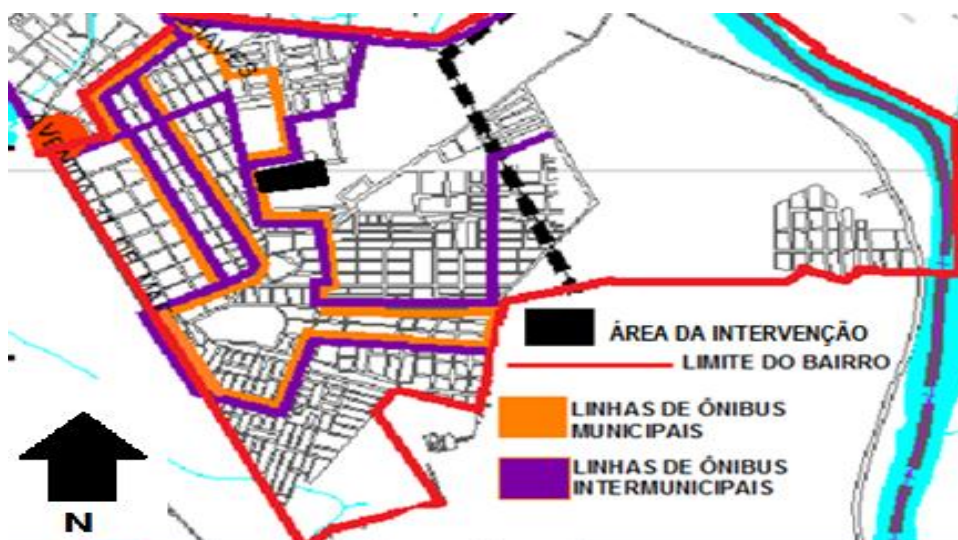 ÁREA DA INTERVENÇÃO
LIMITE DO BAIRRO
LINHAS DE ÔNIBUS
MUNICIPAIS
LINHAS DE ÔNIBUS
INTERMUNICIPAIS
N